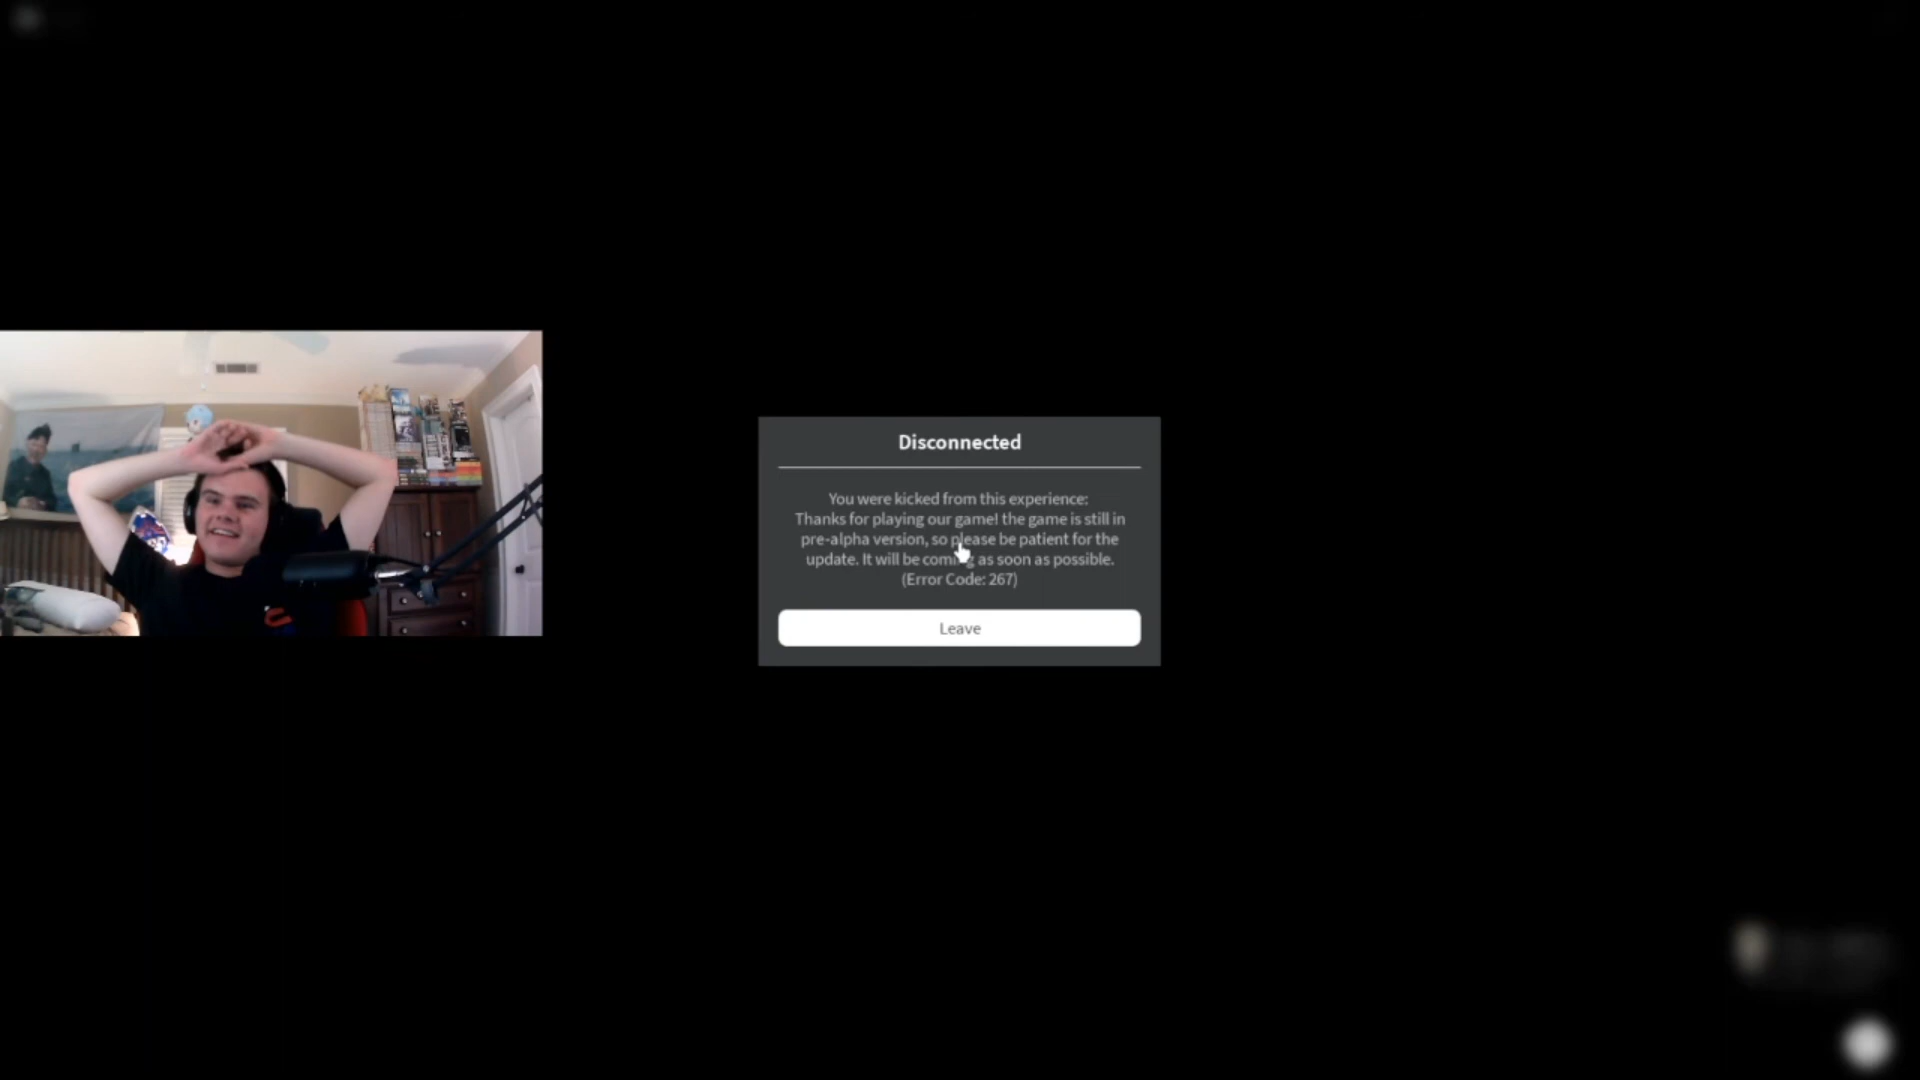 Disconnected
You were kicked from this experience:
Thanks for playing our game! the game is still in
pre-alpha version, so please be patient for the
update. It will be coming as soon as possible.
(Error Code: 267)
Leave